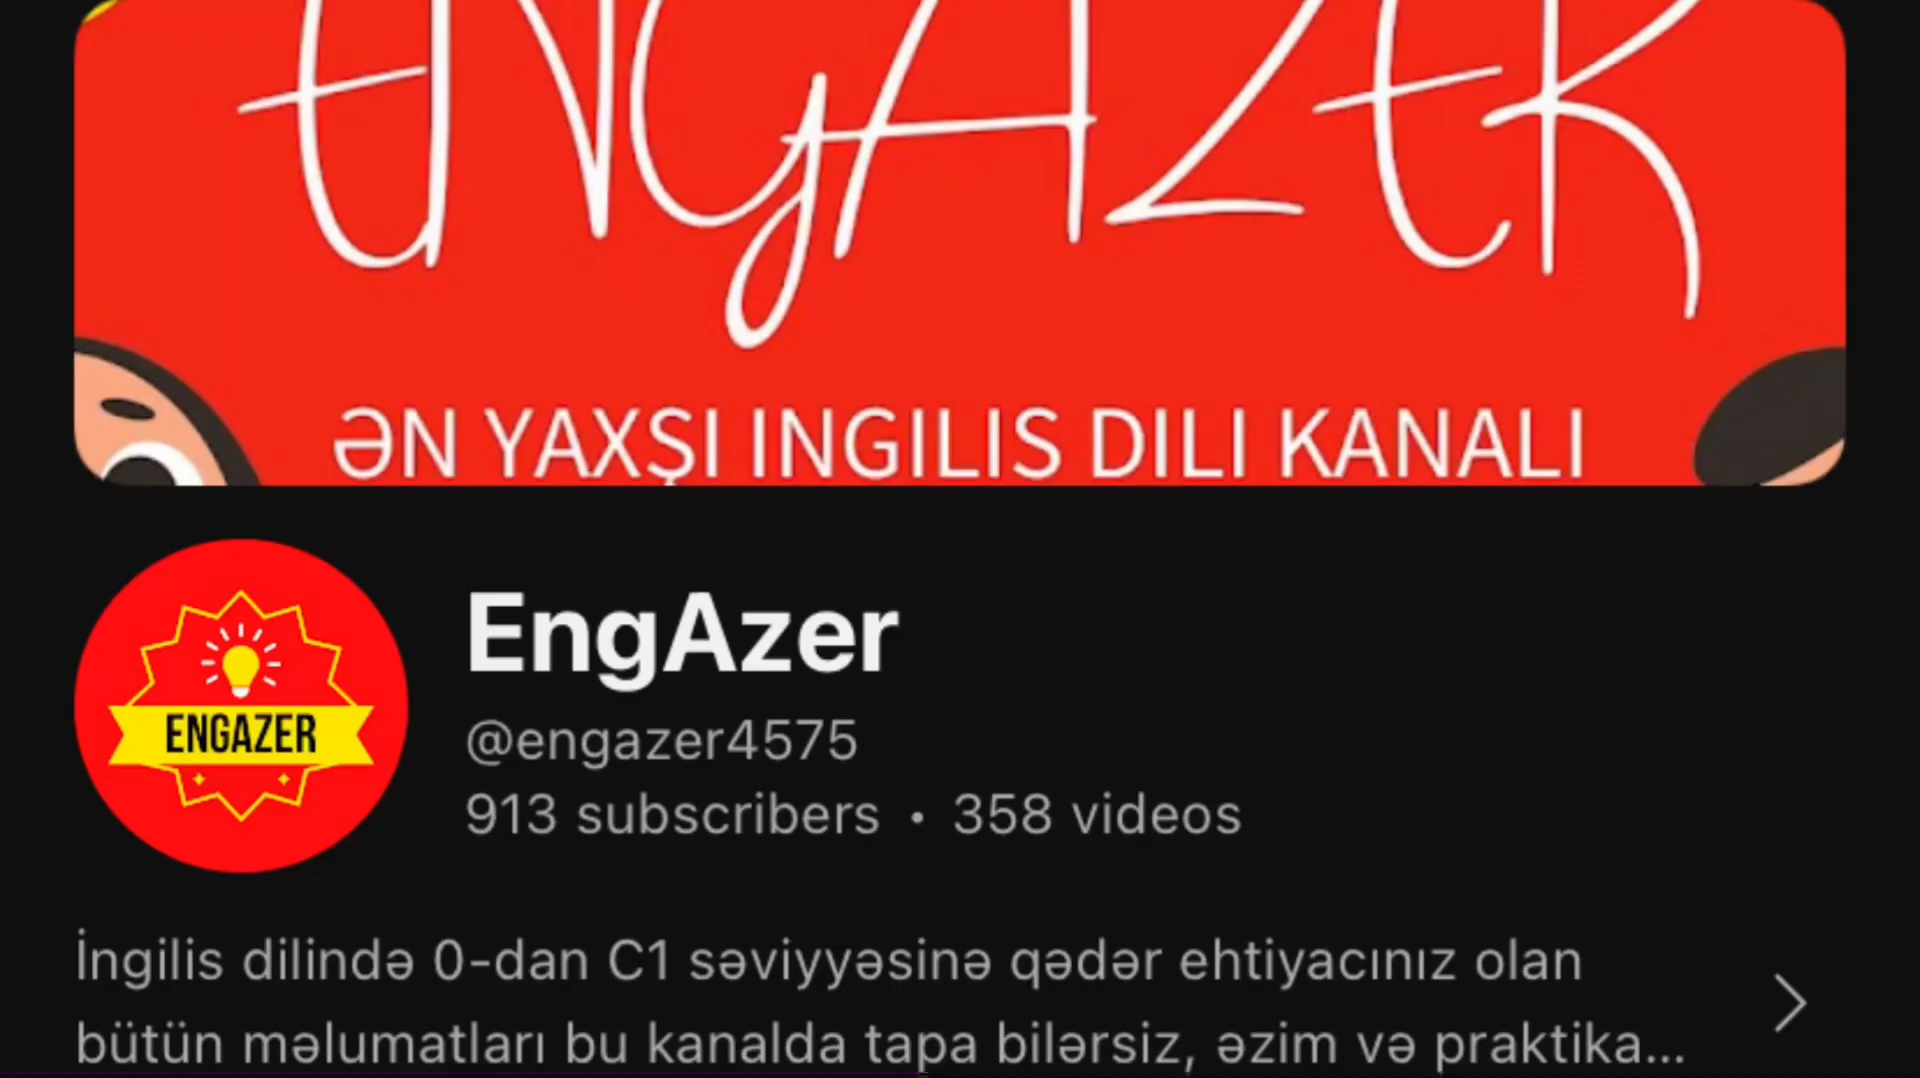 ENGAZER
ƏN YAXŞI INGILIS DILI KANALI
ENGAZER
EngAzer
@engazer4575
913 subscribers • 358 videos
İngilis dilində 0-dan C1 səviyyəsinə qədər ehtiyacınız olan
bütün məlumatları bu kanalda tapa bilərsiz, əzim və praktika...